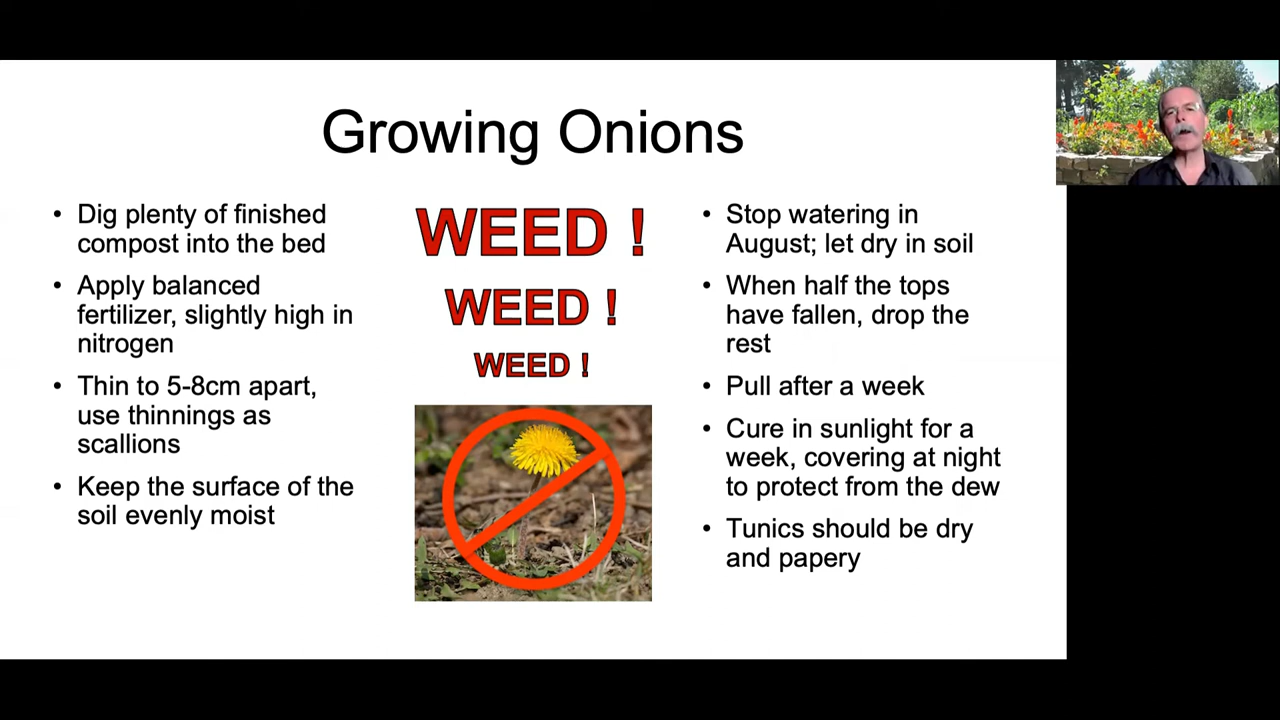 Growing Onions
• Dig plenty of finished
compost into the bed
• Apply balanced
fertilizer, slightly high in
nitrogen
• Thin to 5-8cm apart,
use thinnings as
scallions
• Keep the surface of the
soil evenly moist
WEED !
WEED !
WEED !
• Stop watering in
August; let dry in soil
• When half the tops
have fallen, drop the
rest
• Pull after a week
• Cure in sunlight for a
week, covering at night
to protect from the dew
• Tunics should be dry
and papery